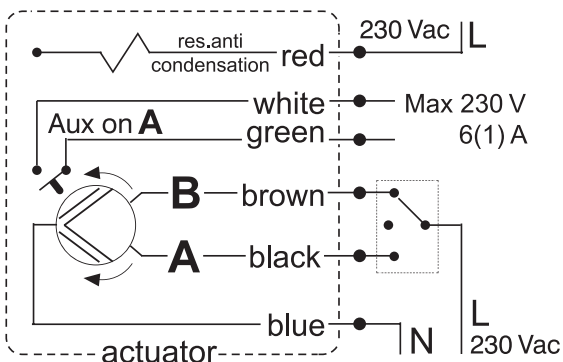 230 Vac L
res.anti
condensation red
white Max 230 V
Aux on A
green 6(1) A
B brown
A black
blue
L
N 230 Vac
actuator